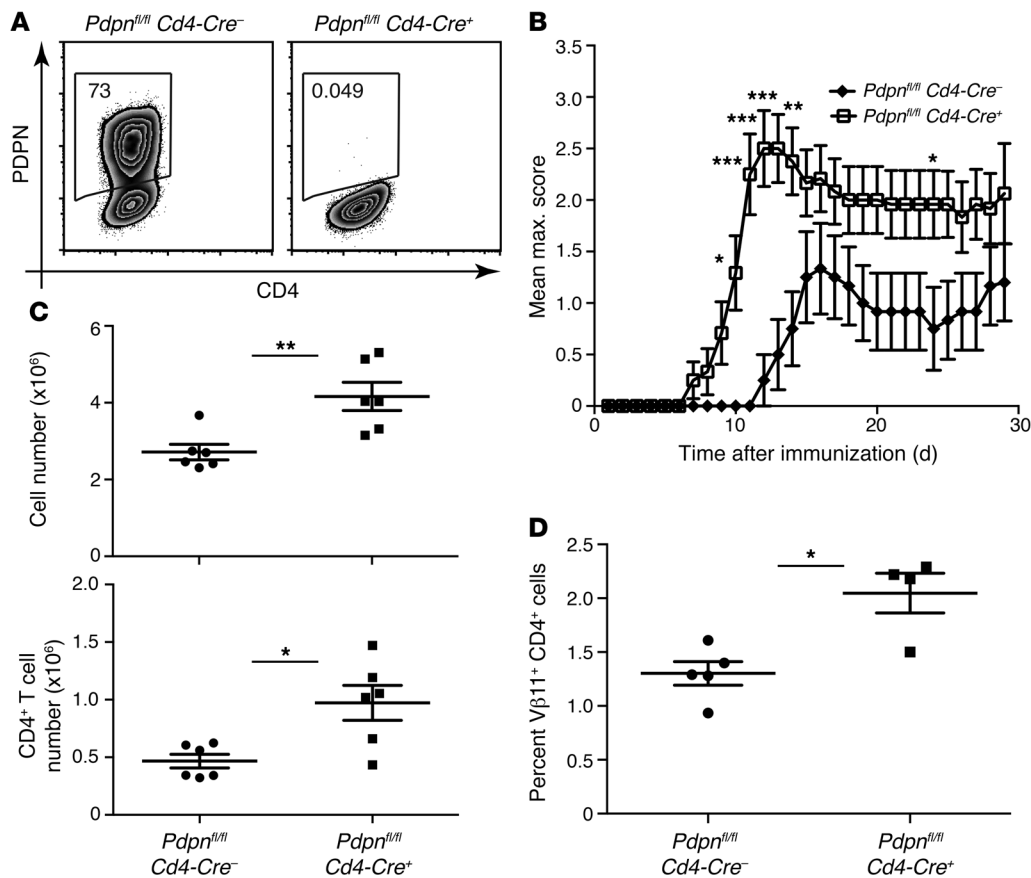 A
Pdpnfl/fl Cd4-Cre–
Pdpnfl/fl Cd4-Cre+
73
0.049
PDPN
CD4
B
3.5
3.0
2.5
2.0
1.5
1.0
0.5
0
Mean max. score
Pdpnfl/fl Cd4-Cre–
Pdpnfl/fl Cd4-Cre+
*
***
***
***
**
*
0
10
20
30
Time after immunization (d)
C
6
4
2
0
Cell number (x10⁶)
**
2.0
1.5
1.0
0.5
0
CD4+ T cell
number (x10⁶)
*
Pdpnfl/fl
Cd4-Cre–
Pdpnfl/fl
Cd4-Cre+
D
2.5
2.0
1.5
1.0
0.5
0
Percent Vβ11+ CD4+ cells
*
Pdpnfl/fl
Cd4-Cre–
Pdpnfl/fl
Cd4-Cre+